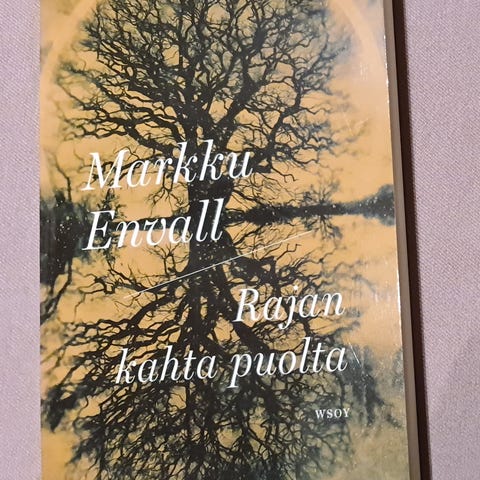 Markku
Envall
Rajan
kahta puolta
WSOY